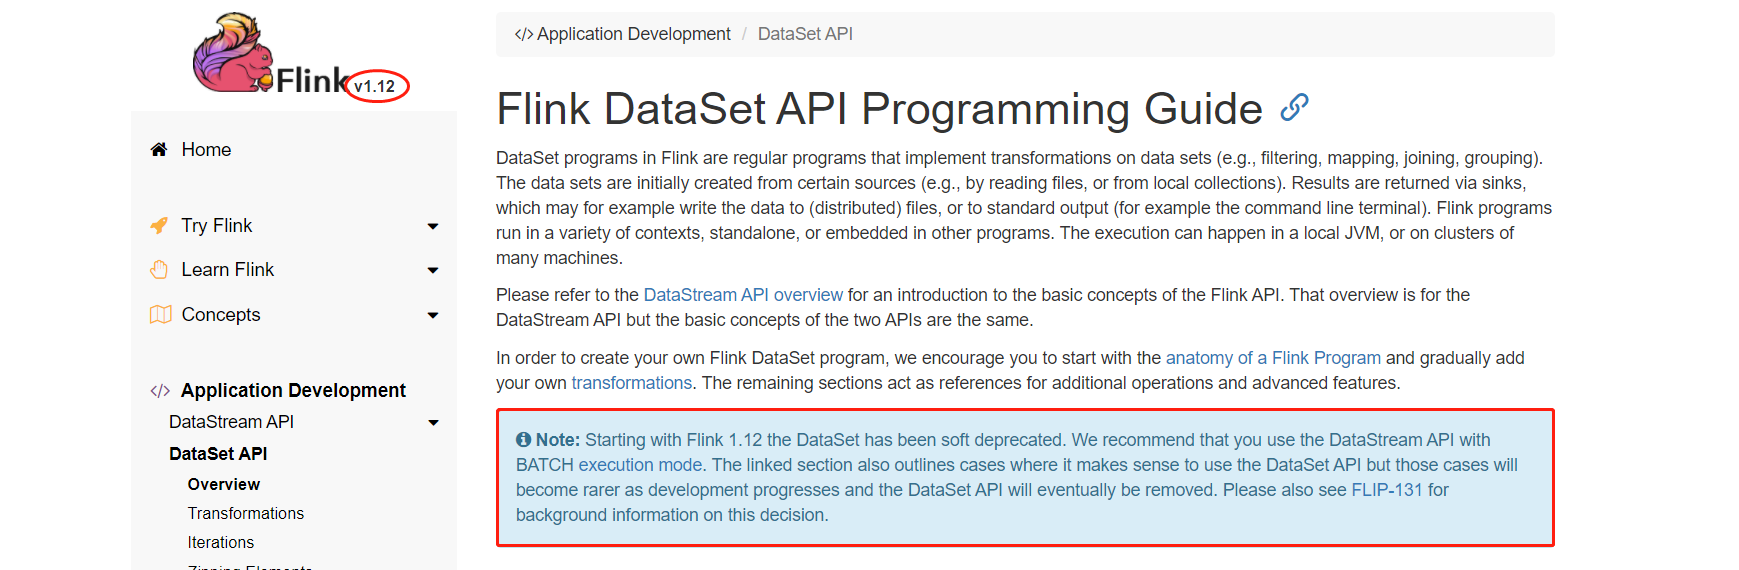 Flink v1.12
Home
Try Flink
Learn Flink
Concepts
</> Application Development
DataStream API
DataSet API
Overview
Transformations
Iterations
Zipping Elements
</> Application Development / DataSet API
Flink DataSet API Programming Guide
DataSet programs in Flink are regular programs that implement transformations on data sets (e.g., filtering, mapping, joining, grouping).
The data sets are initially created from certain sources (e.g., by reading files, or from local collections). Results are returned via sinks,
which may for example write the data to (distributed) files, or to standard output (for example the command line terminal). Flink programs
run in a variety of contexts, standalone, or embedded in other programs. The execution can happen in a local JVM, or on clusters of
many machines.
Please refer to the DataStream API overview for an introduction to the basic concepts of the Flink API. That overview is for the
DataStream API but the basic concepts of the two APIs are the same.
In order to create your own Flink DataSet program, we encourage you to start with the anatomy of a Flink Program and gradually add
your own transformations. The remaining sections act as references for additional operations and advanced features.
Note: Starting with Flink 1.12 the DataSet has been soft deprecated. We recommend that you use the DataStream API with
BATCH execution mode. The linked section also outlines cases where it makes sense to use the DataSet API but those cases will
become rarer as development progresses and the DataSet API will eventually be removed. Please also see FLIP-131 for
background information on this decision.